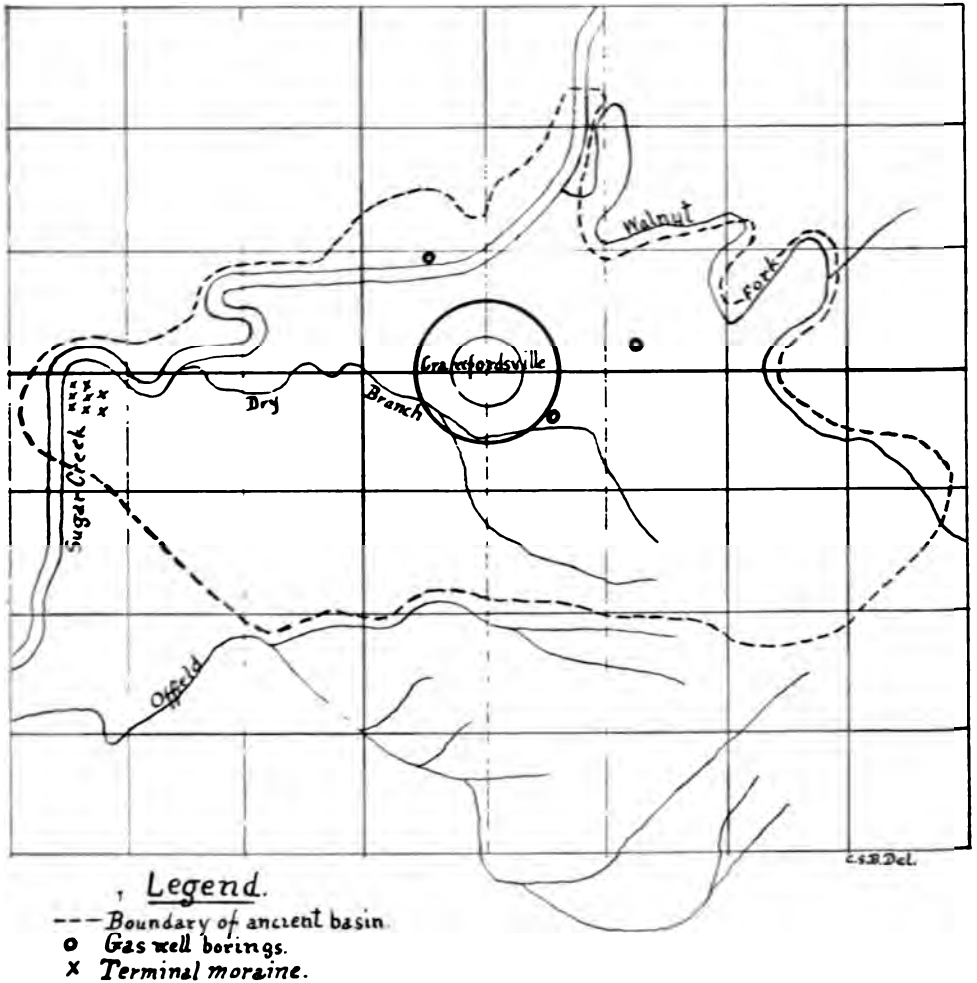 Walnut
Fork
Crawfordsville
Dry
Branch
Sugar Creek
Offield
C.S.B. Del.
Legend.
Boundary of ancient basin.
Gas well borings.
Terminal moraine.